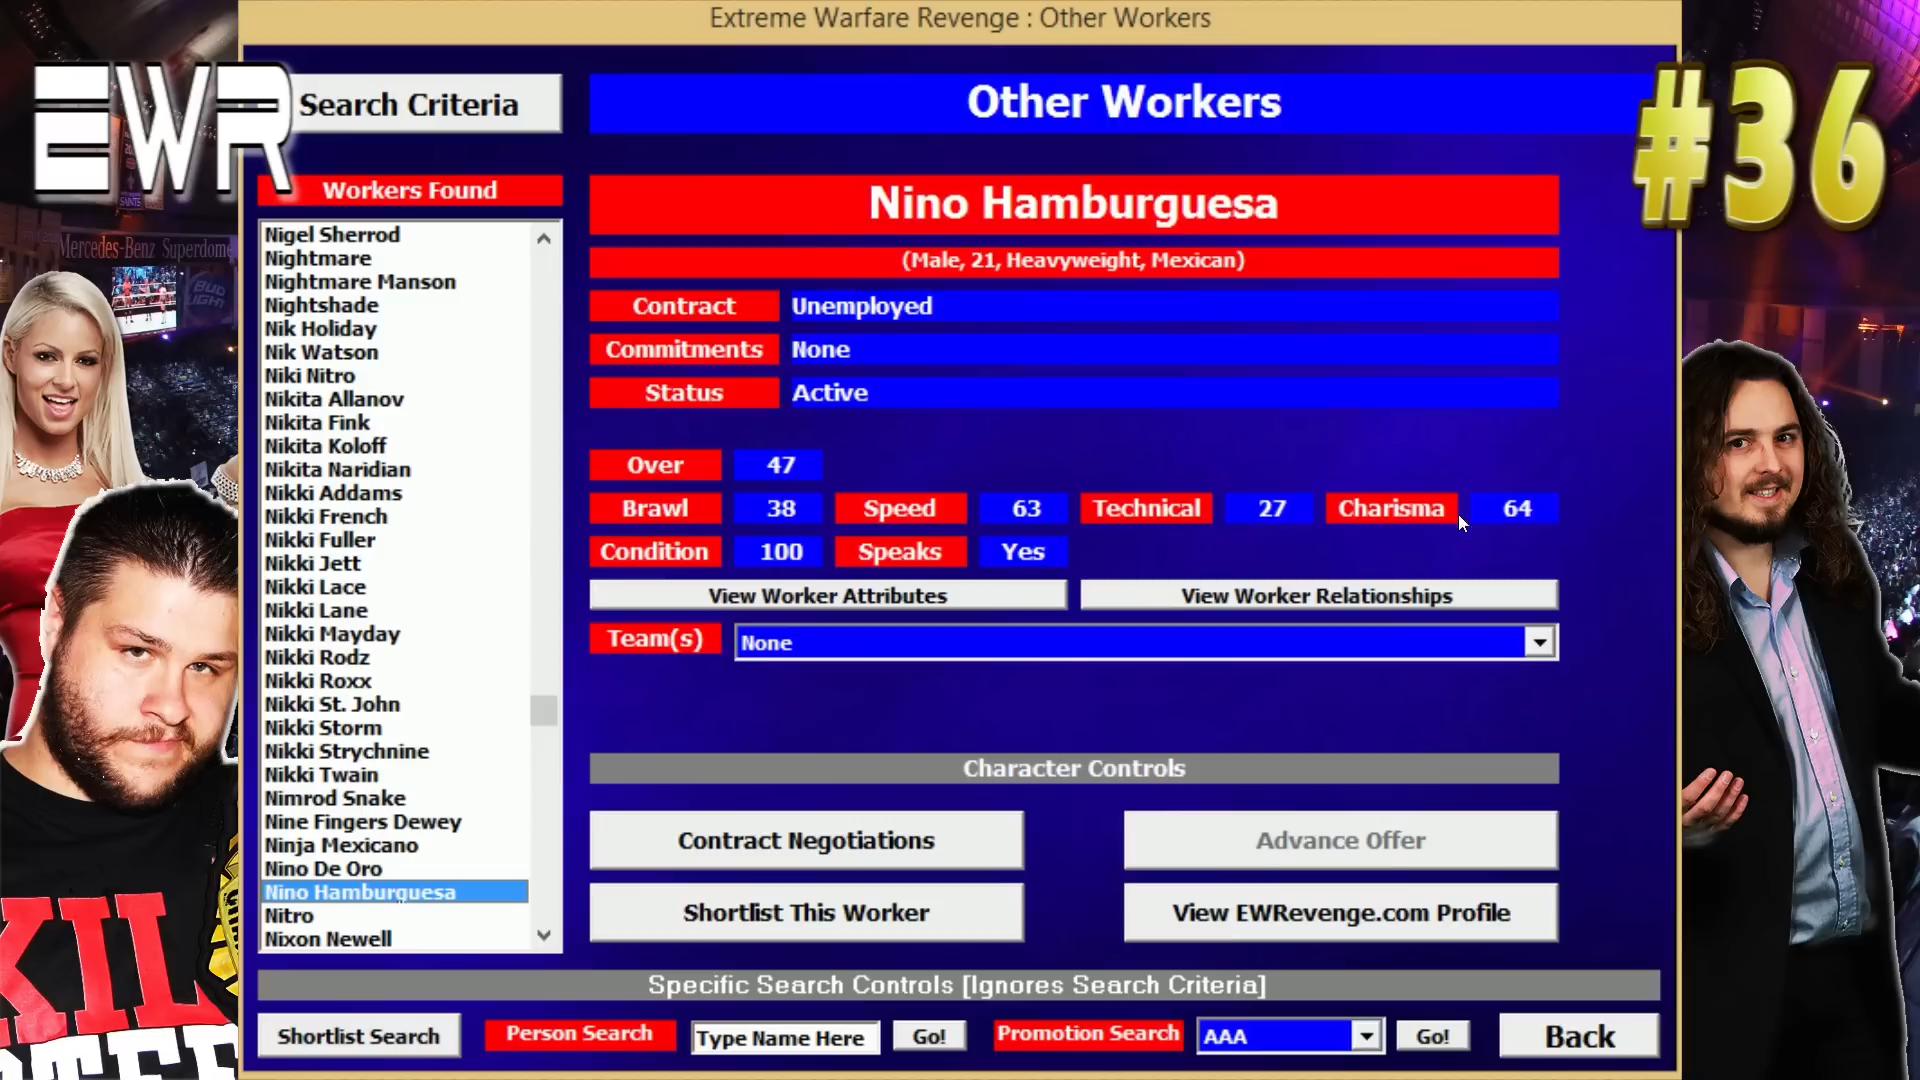 Extreme Warfare Revenge : Other Workers
EWR
#36
Search Criteria
Other Workers
Workers Found
Nigel Sherrod
Nightmare
Nightmare Manson
Nightshade
Nik Holiday
Nik Watson
Niki Nitro
Nikita Allanov
Nikita Fink
Nikita Koloff
Nikita Naridian
Nikki Addams
Nikki French
Nikki Fuller
Nikki Jett
Nikki Lace
Nikki Lane
Nikki Mayday
Nikki Rodz
Nikki Roxx
Nikki St. John
Nikki Storm
Nikki Strychnine
Nikki Twain
Nimrod Snake
Nine Fingers Dewey
Ninja Mexicano
Nino De Oro
Nino Hamburguesa
Nitro
Nixon Newell
Nino Hamburguesa
(Male, 21, Heavyweight, Mexican)
Contract Unemployed
Commitments None
Status Active
Over 47
Brawl 38 Speed 63 Technical 27 Charisma 64
Condition 100 Speaks Yes
View Worker Attributes View Worker Relationships
Team(s) None
Character Controls
Contract Negotiations Advance Offer
Shortlist This Worker View EWRevenge.com Profile
Specific Search Controls [Ignores Search Criteria]
Shortlist Search Person Search Type Name Here Go! Promotion Search AAA Go! Back
Mercedes-Benz Superdome
BUD
LIGHT
SAINTS
KIL